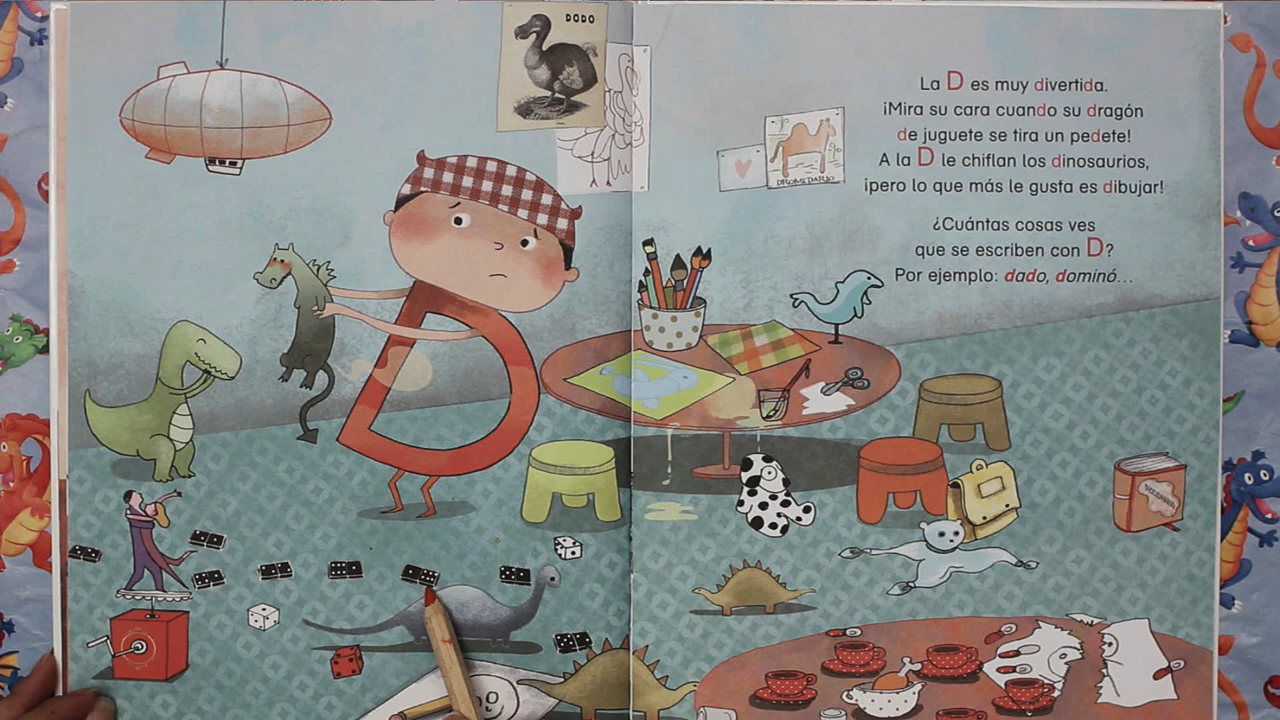 DODO
DROMEDARIO
La D es muy divertida.
¡Mira su cara cuando su dragón
de juguete se tira un pedete!
A la D le chiflan los dinosaurios,
¡pero lo que más le gusta es dibujar!
¿Cuántas cosas ves
que se escriben con D?
Por ejemplo: dado, dominó...
D